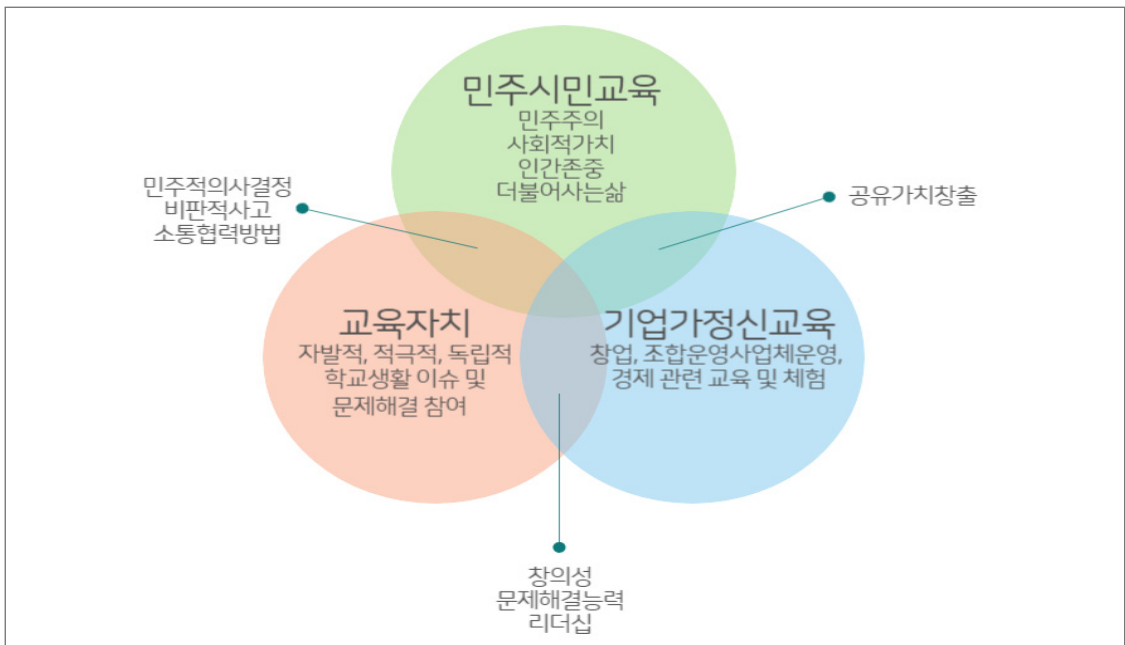 민주시민교육
민주주의
사회적가치
인간존중
더불어사는삶
민주적의사결정
비판적사고
소통협력방법
공유가치창출
교육자치
자발적, 적극적, 독립적
학교생활 이슈 및
문제해결 참여
기업가정신교육
창업, 조합운영사업체운영,
경제 관련 교육 및 체험
창의성
문제해결능력
리더십